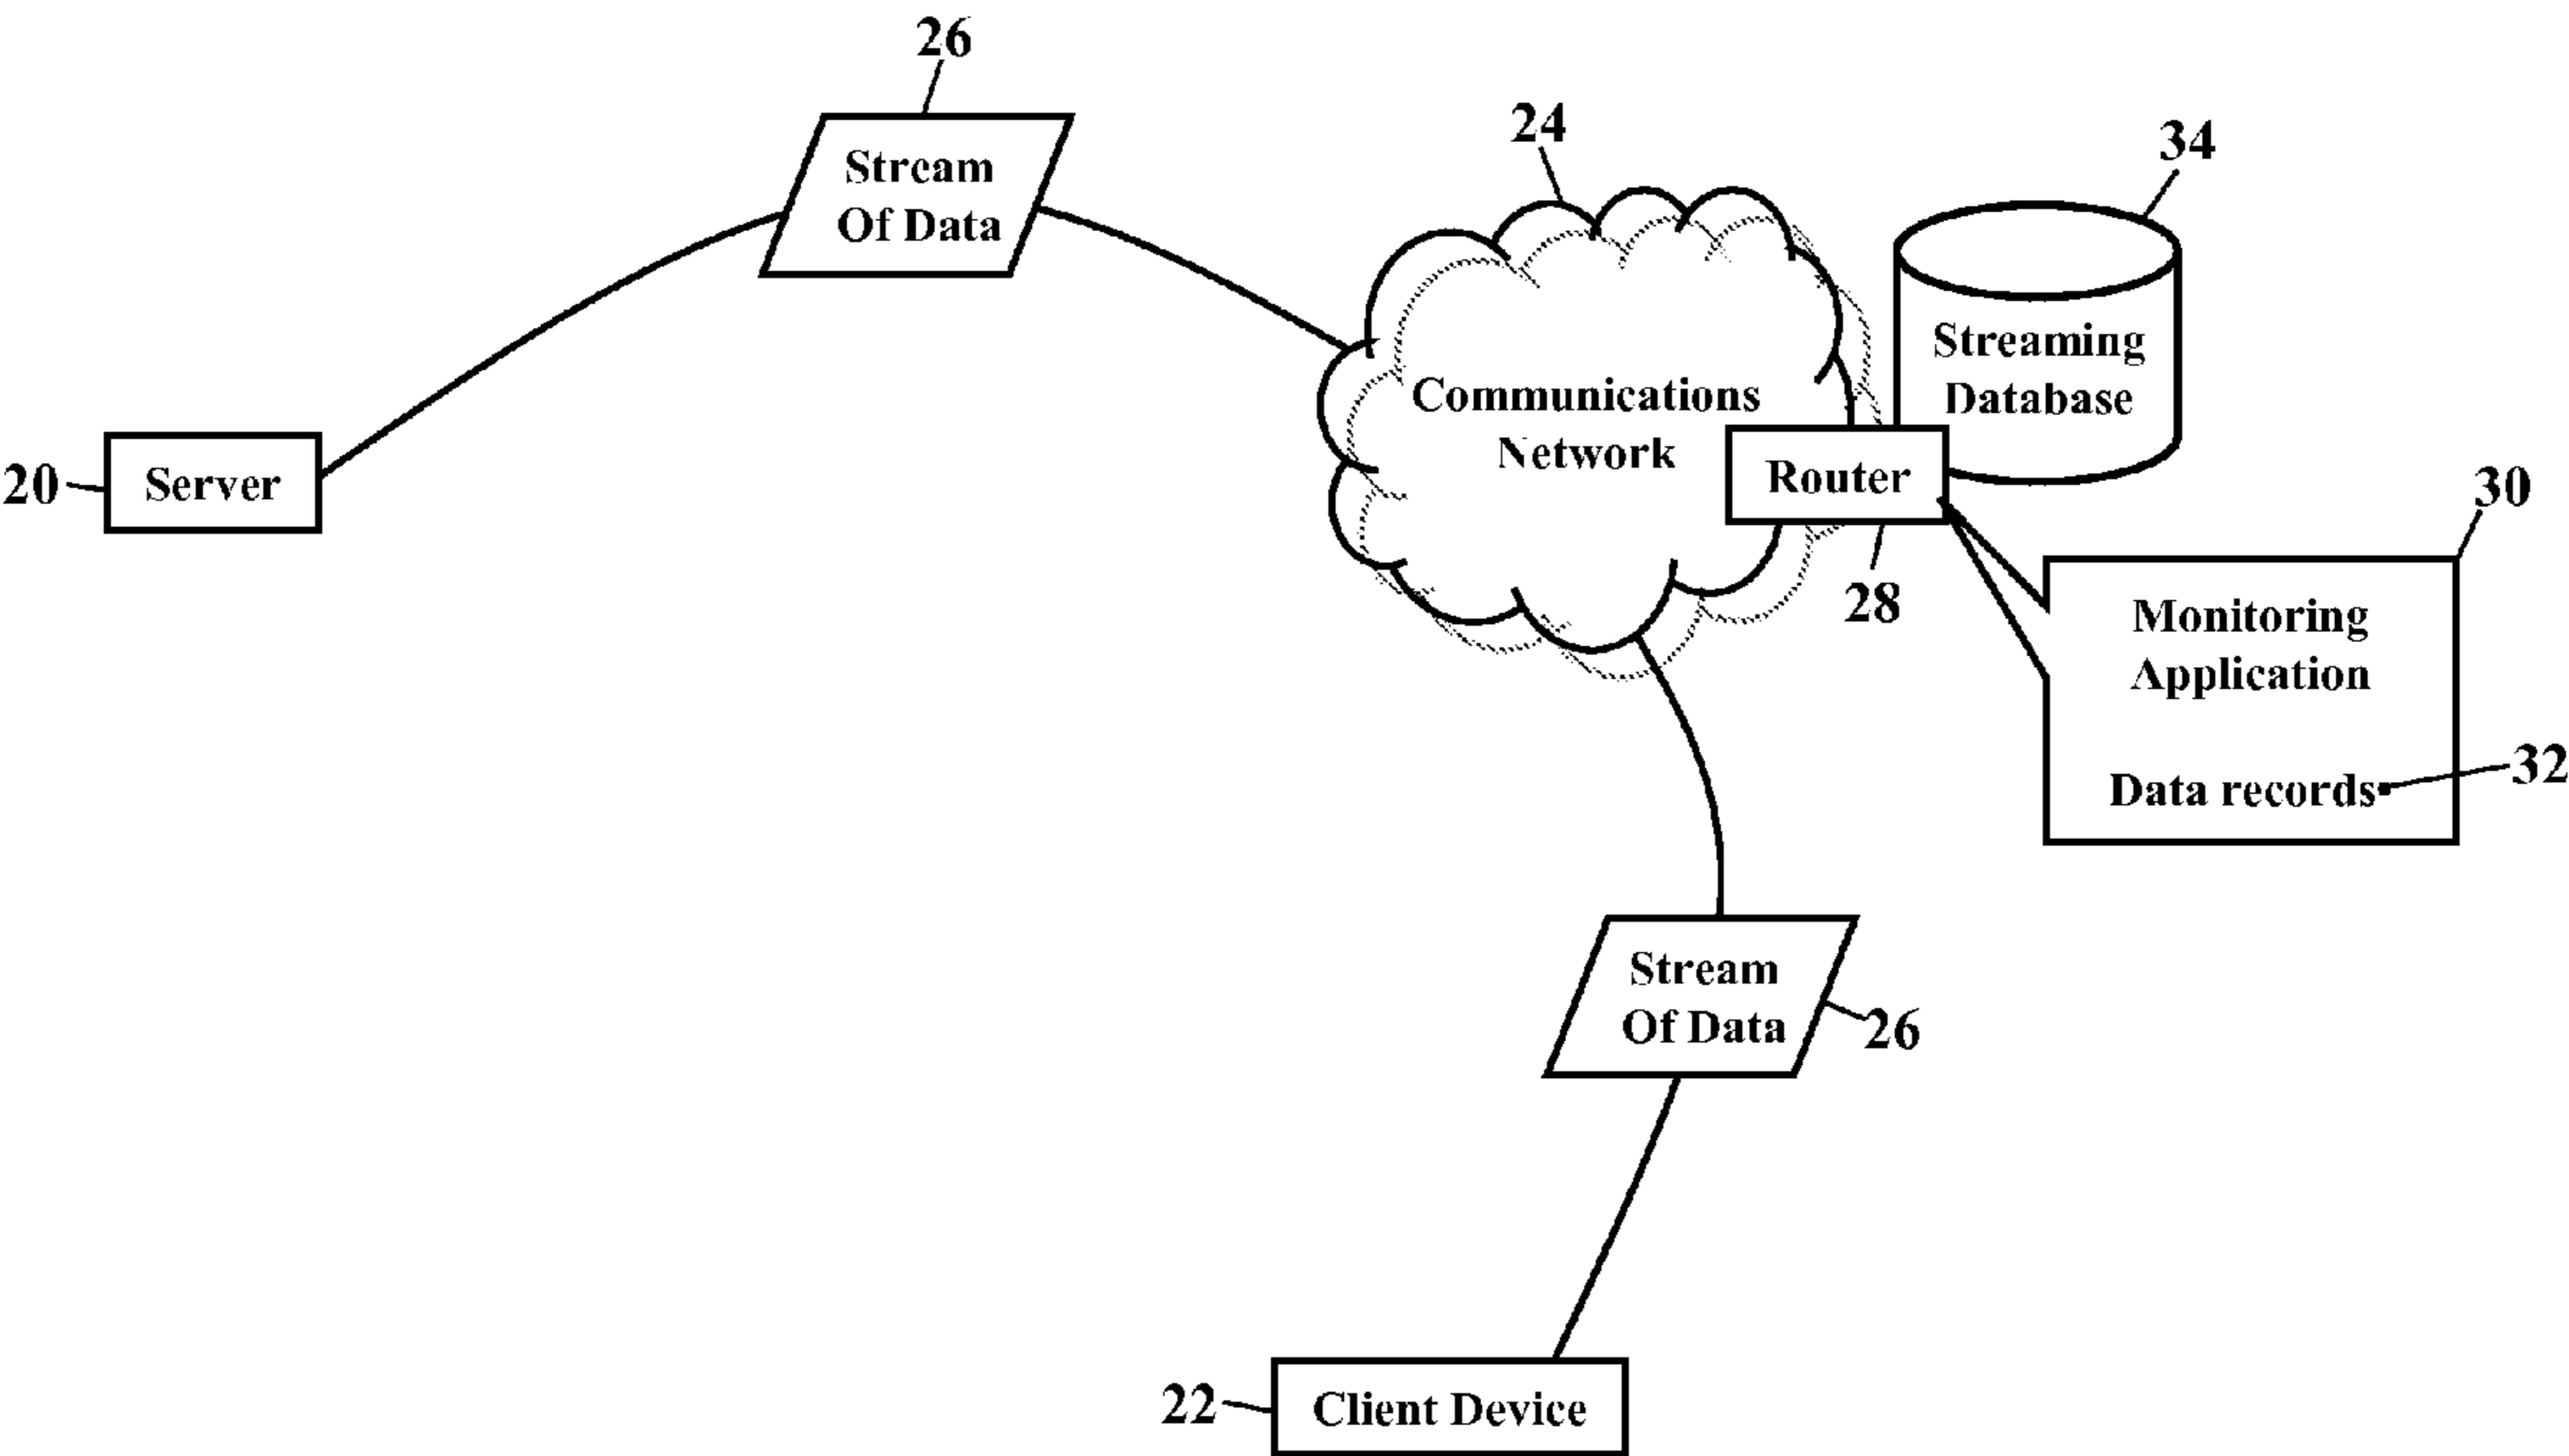 26
Stream
Of Data
24
34
Streaming
Database
Communications
Network
Router
20
Server
30
28
Monitoring
Application
Data records
32
Stream
Of Data
26
22
Client Device